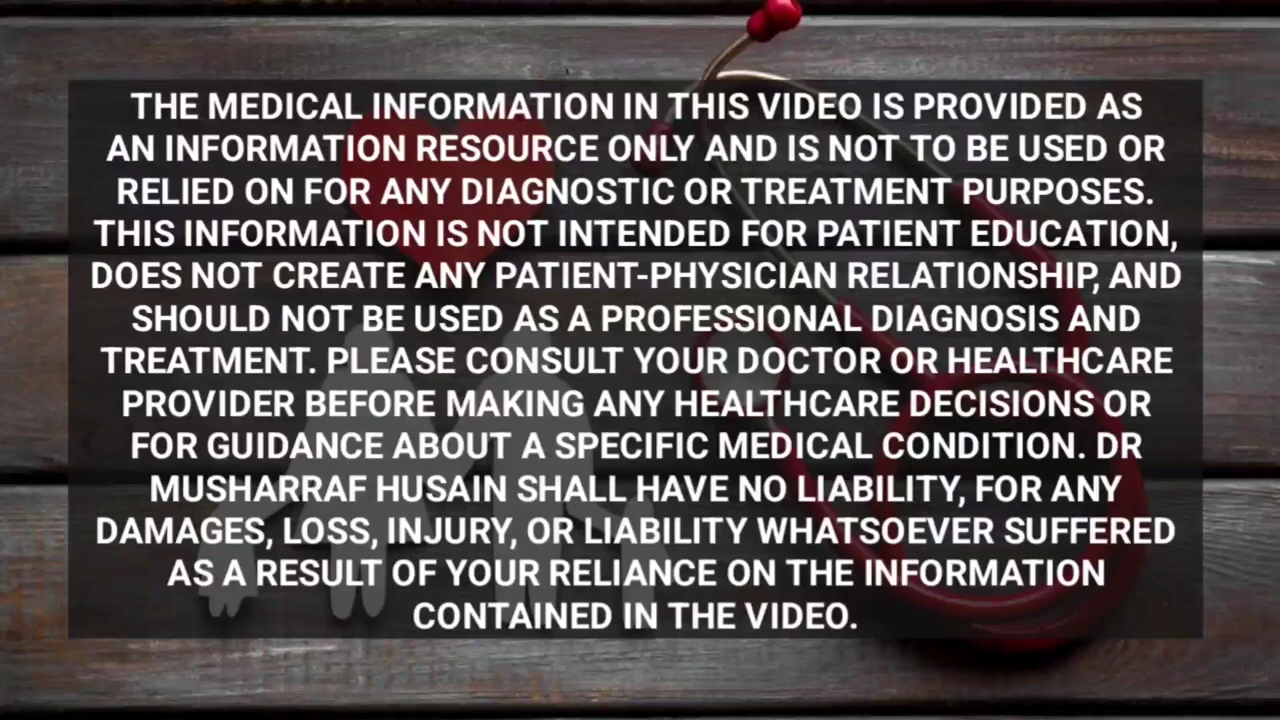 THE MEDICAL INFORMATION IN THIS VIDEO IS PROVIDED AS
AN INFORMATION RESOURCE ONLY AND IS NOT TO BE USED OR
RELIED ON FOR ANY DIAGNOSTIC OR TREATMENT PURPOSES.
THIS INFORMATION IS NOT INTENDED FOR PATIENT EDUCATION,
DOES NOT CREATE ANY PATIENT-PHYSICIAN RELATIONSHIP, AND
SHOULD NOT BE USED AS A PROFESSIONAL DIAGNOSIS AND
TREATMENT. PLEASE CONSULT YOUR DOCTOR OR HEALTHCARE
PROVIDER BEFORE MAKING ANY HEALTHCARE DECISIONS OR
FOR GUIDANCE ABOUT A SPECIFIC MEDICAL CONDITION. DR
MUSHARRAF HUSAIN SHALL HAVE NO LIABILITY, FOR ANY
DAMAGES, LOSS, INJURY, OR LIABILITY WHATSOEVER SUFFERED
AS A RESULT OF YOUR RELIANCE ON THE INFORMATION
CONTAINED IN THE VIDEO.